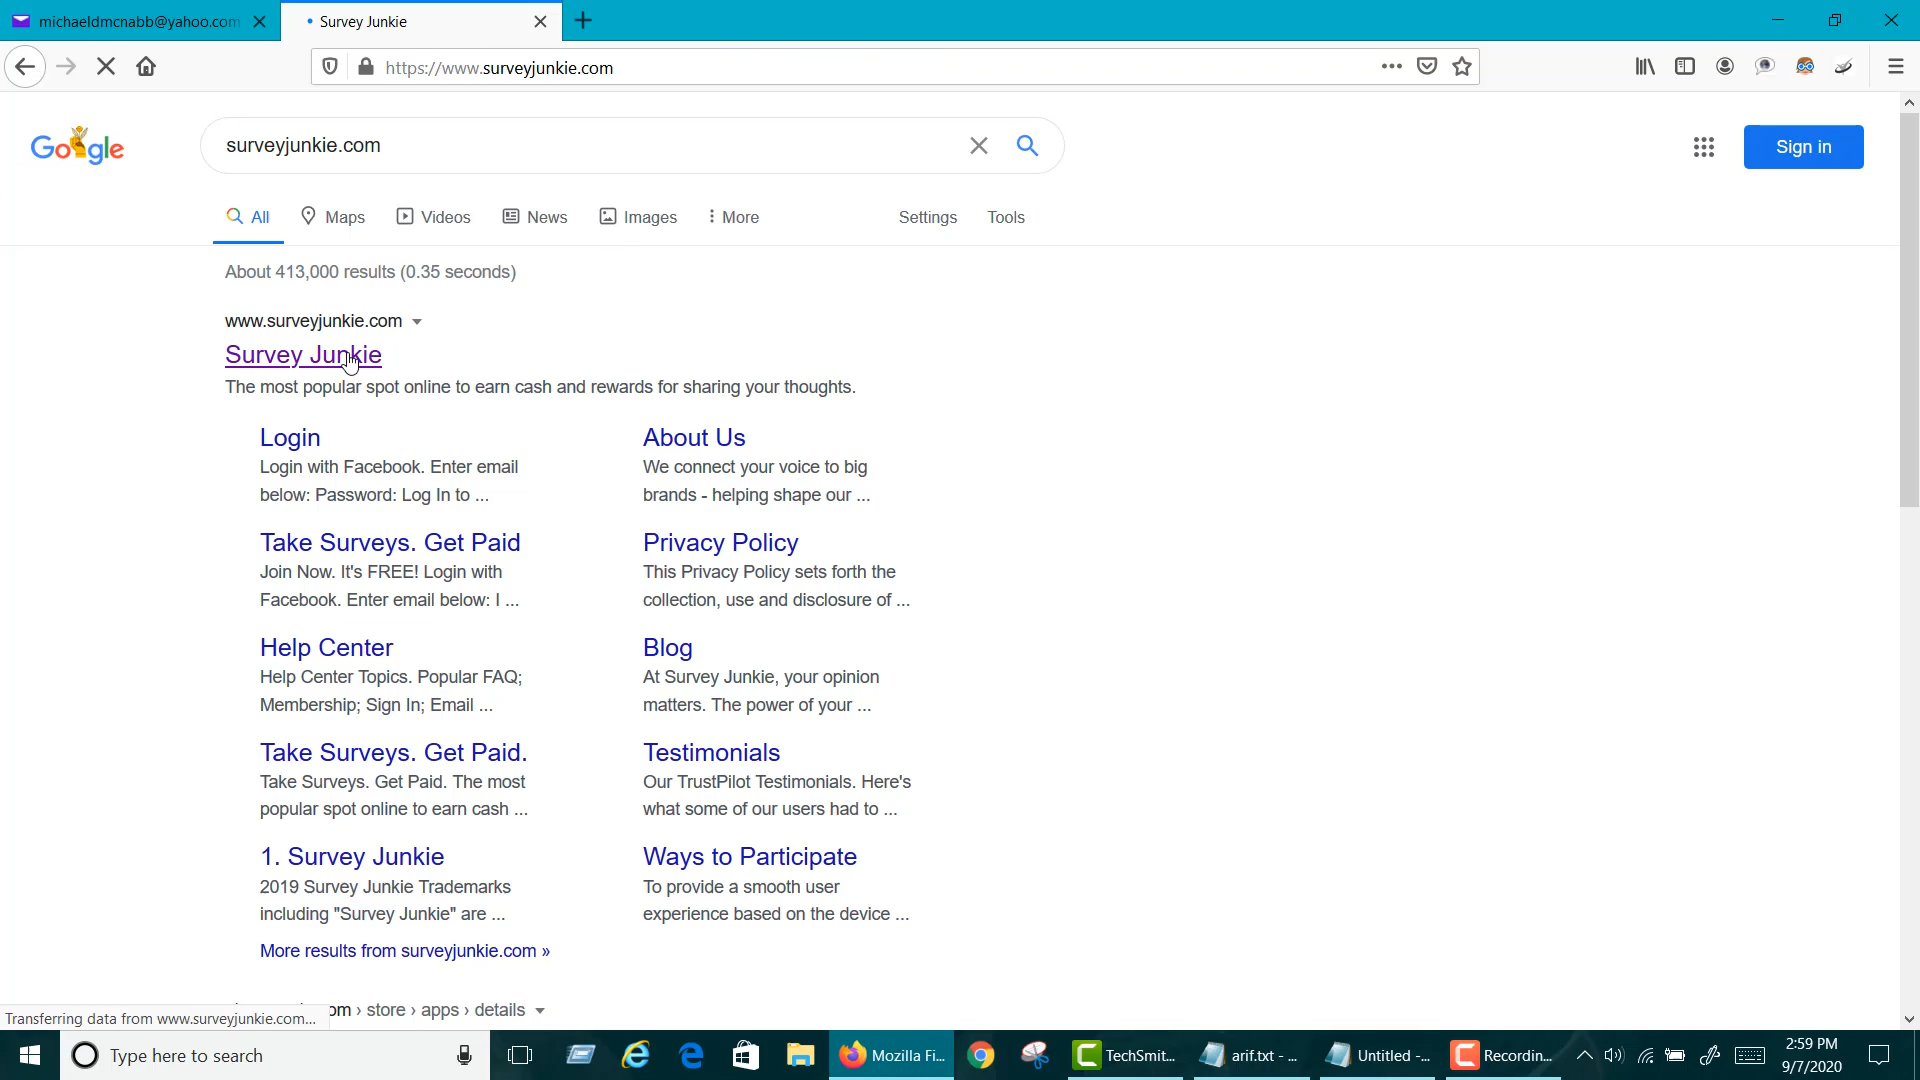 michaeldmcnabb@yahoo.com
Survey Junkie
https://www.surveyjunkie.com
Google
surveyjunkie.com
Sign in
All
Maps
Videos
News
Images
More
Settings
Tools
About 413,000 results (0.35 seconds)
www.surveyjunkie.com
Survey Junkie
The most popular spot online to earn cash and rewards for sharing your thoughts.
Login
Login with Facebook. Enter email
below: Password: Log In to ...
About Us
We connect your voice to big
brands - helping shape our ...
Take Surveys. Get Paid
Join Now. It's FREE! Login with
Facebook. Enter email below: I ...
Privacy Policy
This Privacy Policy sets forth the
collection, use and disclosure of ...
Help Center
Help Center Topics. Popular FAQ;
Membership; Sign In; Email ...
Blog
At Survey Junkie, your opinion
matters. The power of your ...
Take Surveys. Get Paid.
Take Surveys. Get Paid. The most
popular spot online to earn cash ...
Testimonials
Our TrustPilot Testimonials. Here's
what some of our users had to ...
1. Survey Junkie
2019 Survey Junkie Trademarks
including "Survey Junkie" are ...
Ways to Participate
To provide a smooth user
experience based on the device ...
More results from surveyjunkie.com »
om › store › apps › details
Transferring data from www.surveyjunkie.com...
Type here to search
Mozilla Fi...
TechSmit...
arif.txt - ...
Untitled -...
Recordin...
2:59 PM
9/7/2020